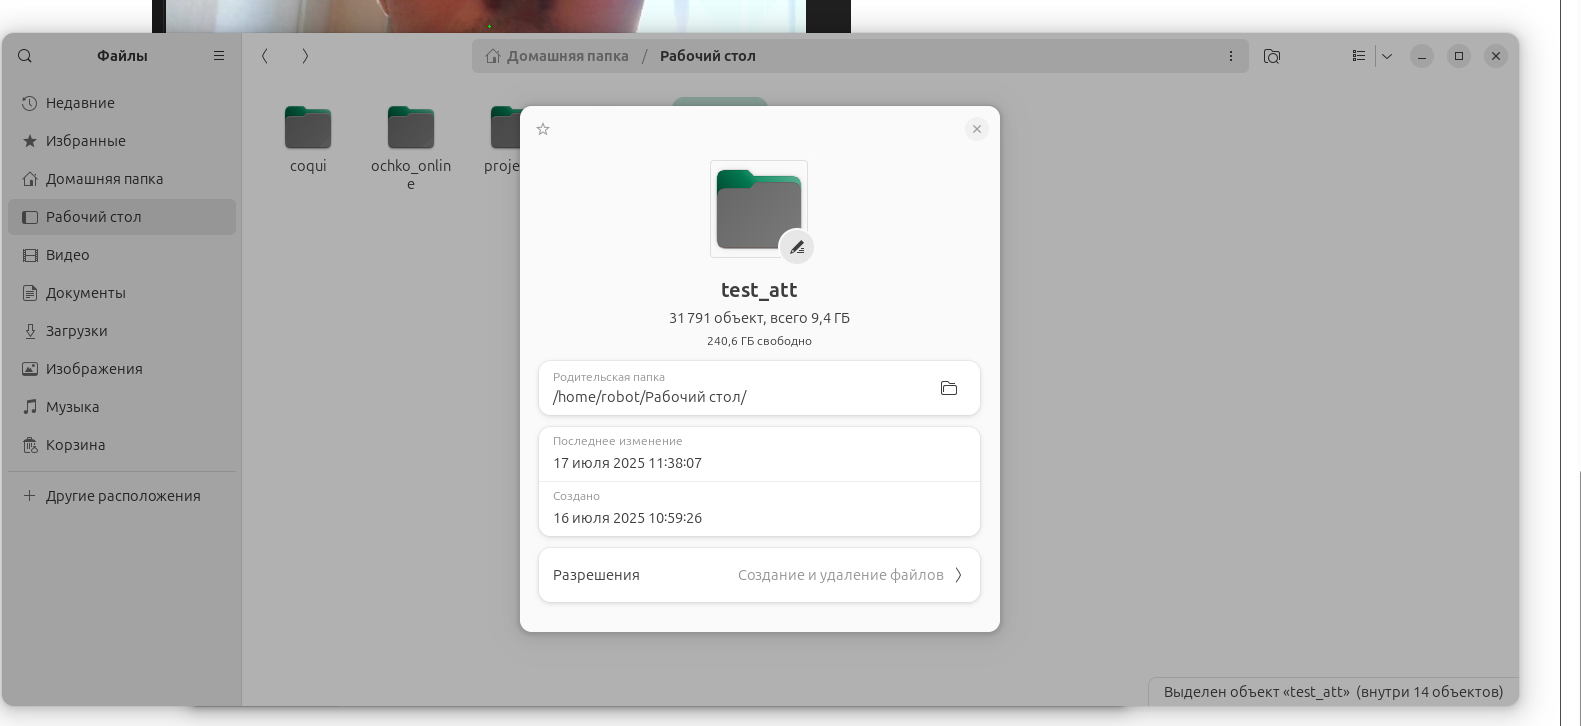 Файлы
Домашняя папка / Рабочий стол
Недавние
Избранные
Домашняя папка
Рабочий стол
Видео
Документы
Загрузки
Изображения
Музыка
Корзина
Другие расположения
coqui
ochko_onlin
e
proje
test_att
31 791 объект, всего 9,4 ГБ
240,6 ГБ свободно
Родительская папка
/home/robot/Рабочий стол/
Последнее изменение
17 июля 2025 11:38:07
Создано
16 июля 2025 10:59:26
Разрешения Создание и удаление файлов
Выделен объект «test_att» (внутри 14 объектов)